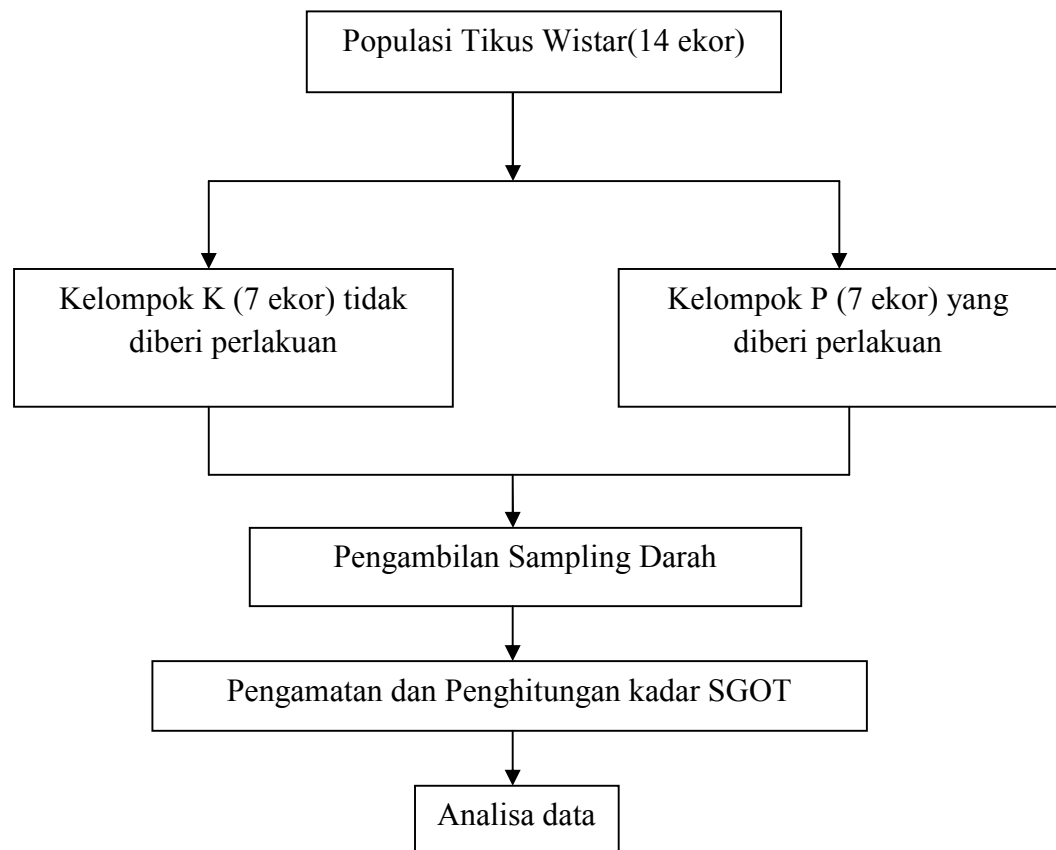 Populasi Tikus Wistar(14 ekor)
Kelompok K (7 ekor) tidak
diberi perlakuan
Kelompok P (7 ekor) yang
diberi perlakuan
Pengambilan Sampling Darah
Pengamatan dan Penghitungan kadar SGOT
Analisa data